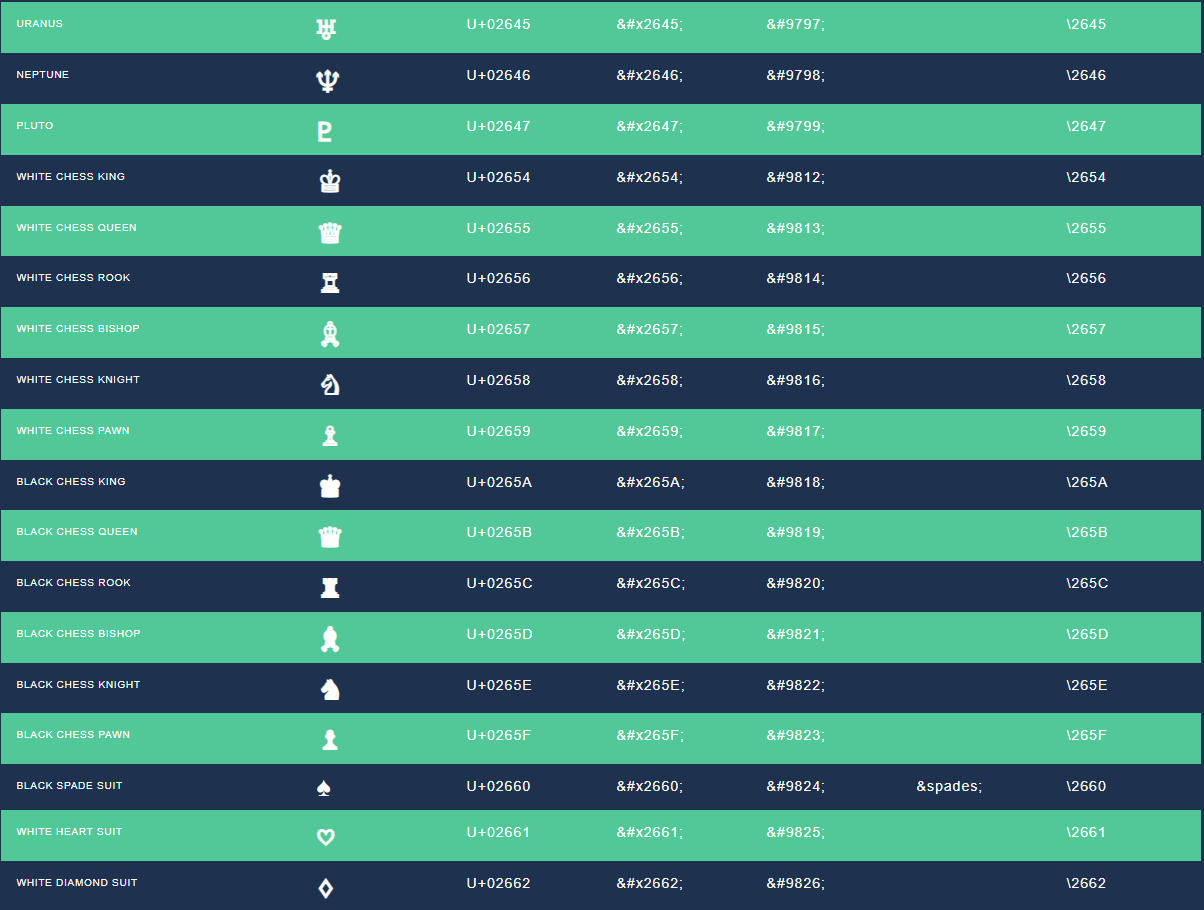 URANUS ♅ U+02645 &#x2645; &#9797; \2645
NEPTUNE ♆ U+02646 &#x2646; &#9798; \2646
PLUTO ♇ U+02647 &#x2647; &#9799; \2647
WHITE CHESS KING ♔ U+02654 &#x2654; &#9812; \2654
WHITE CHESS QUEEN ♕ U+02655 &#x2655; &#9813; \2655
WHITE CHESS ROOK ♖ U+02656 &#x2656; &#9814; \2656
WHITE CHESS BISHOP ♗ U+02657 &#x2657; &#9815; \2657
WHITE CHESS KNIGHT ♘ U+02658 &#x2658; &#9816; \2658
WHITE CHESS PAWN ♙ U+02659 &#x2659; &#9817; \2659
BLACK CHESS KING ♚ U+0265A &#x265A; &#9818; \265A
BLACK CHESS QUEEN ♛ U+0265B &#x265B; &#9819; \265B
BLACK CHESS ROOK ♜ U+0265C &#x265C; &#9820; \265C
BLACK CHESS BISHOP ♝ U+0265D &#x265D; &#9821; \265D
BLACK CHESS KNIGHT ♞ U+0265E &#x265E; &#9822; \265E
BLACK CHESS PAWN ♟ U+0265F &#x265F; &#9823; \265F
BLACK SPADE SUIT ♠ U+02660 &#x2660; &#9824; &spades; \2660
WHITE HEART SUIT ♡ U+02661 &#x2661; &#9825; \2661
WHITE DIAMOND SUIT ♢ U+02662 &#x2662; &#9826; \2662